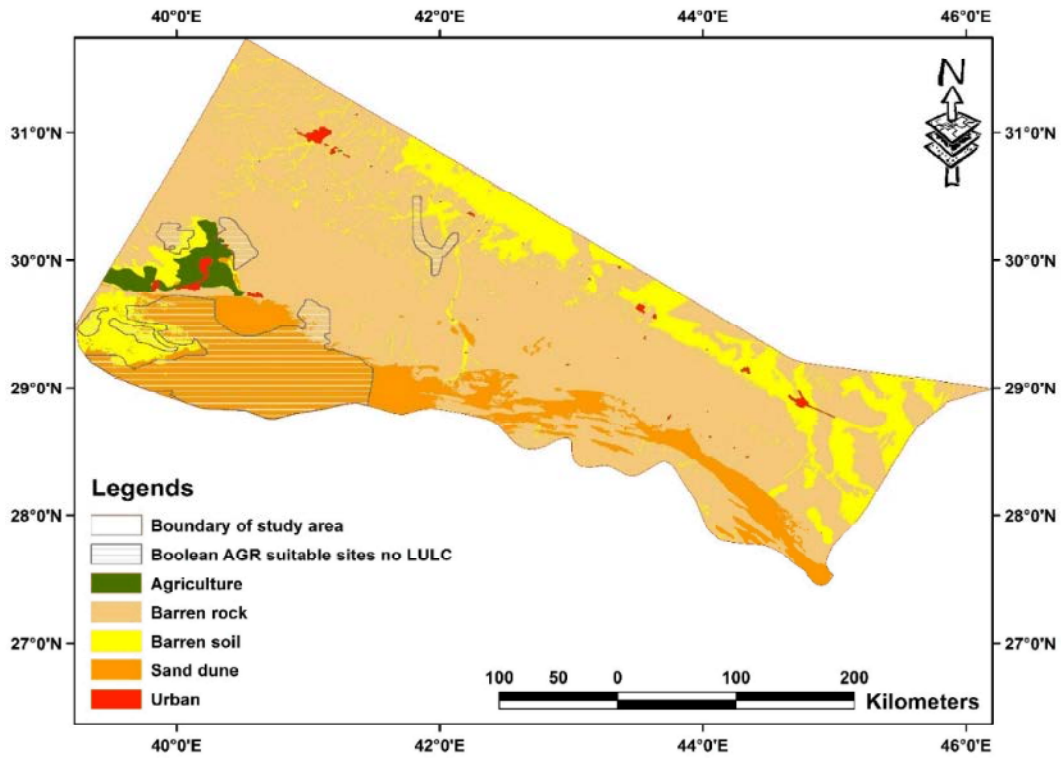 40°0'E 42°0'E 44°0'E 46°0'E
N
31°0'N 31°0'N
30°0'N 30°0'N
29°0'N 29°0'N
Legends
Boundary of study area
28°0'N 28°0'N
Boolean AGR suitable sites no LULC
Agriculture
Barren rock
Barren soil
27°0'N 27°0'N
Sand dune
100 50 0 100 200
Urban
Kilometers
40°0'E 42°0'E 44°0'E 46°0'E